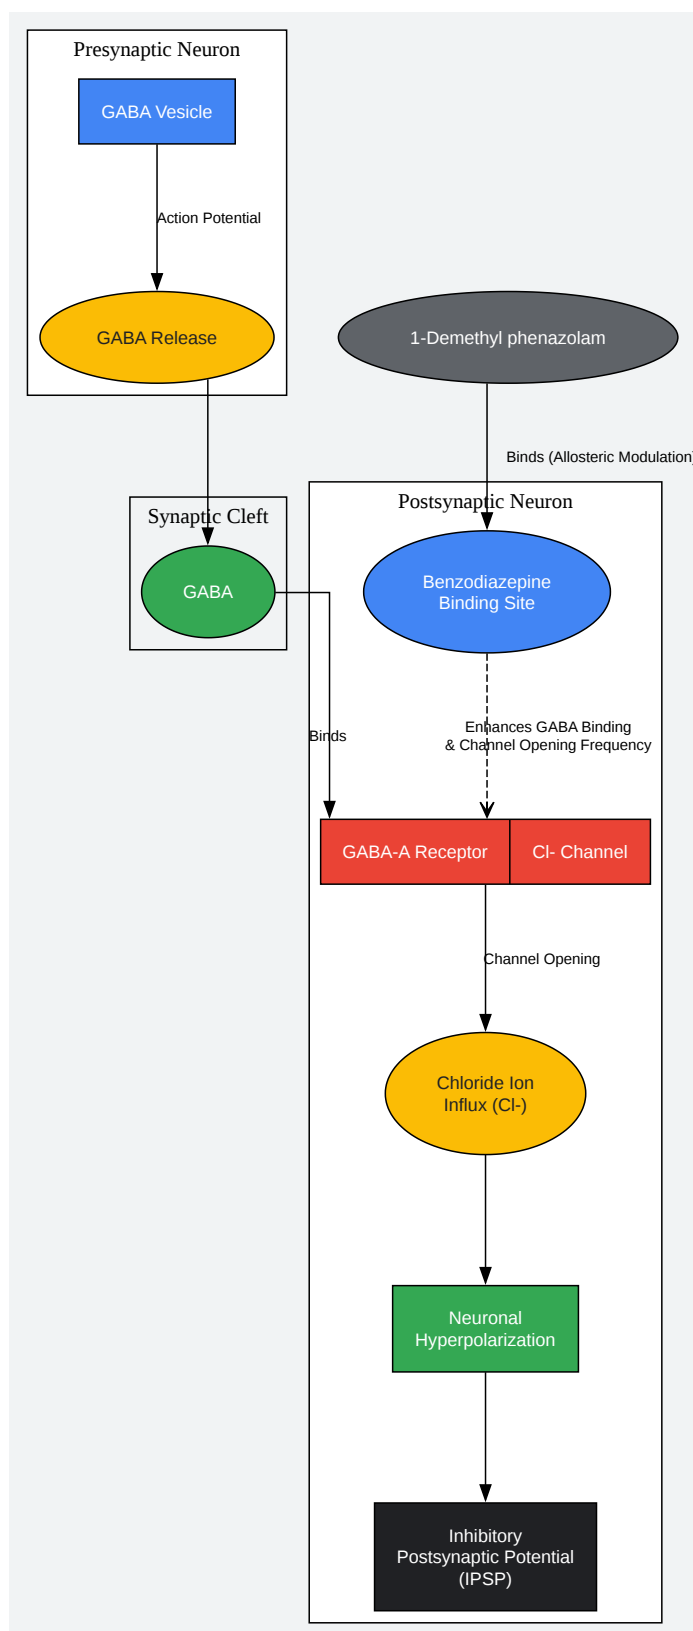 Presynaptic Neuron
GABA Vesicle
Action Potential
GABA Release
1-Demethyl phenazolam
Binds (Allosteric Modulation)
Postsynaptic Neuron
Synaptic Cleft
GABA
Benzodiazepine
Binding Site
Binds
Enhances GABA Binding
& Channel Opening Frequency
GABA-A Receptor
Cl- Channel
Channel Opening
Chloride Ion
Influx (Cl-)
Neuronal
Hyperpolarization
Inhibitory
Postsynaptic Potential
(IPSP)